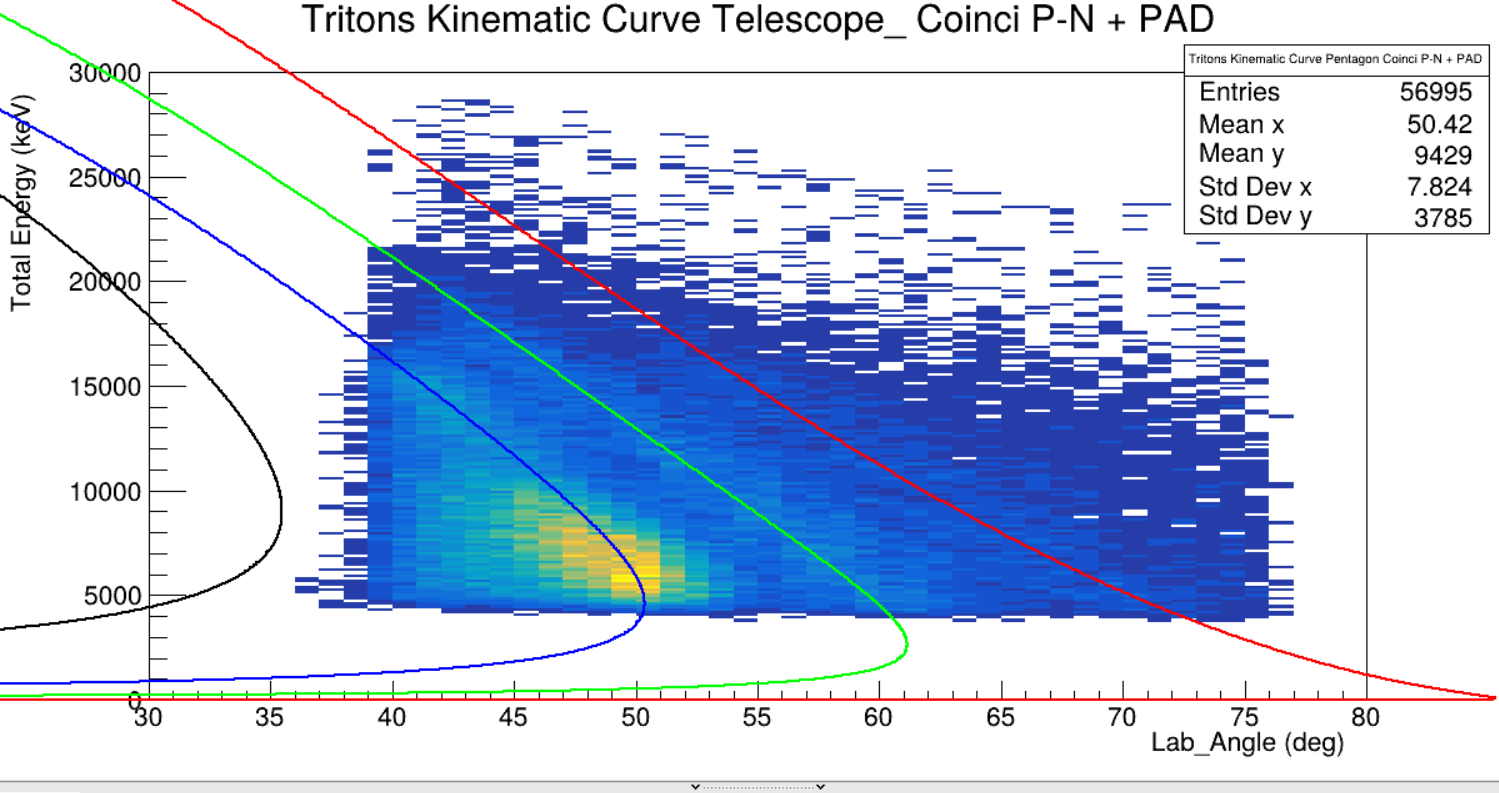 Tritons Kinematic Curve Telescope_ Coinci P-N + PAD
Tritons Kinematic Curve Pentagon Coinci P-N + PAD
Entries 56995
Mean x 50.42
Mean y 9429
Std Dev x 7.824
Std Dev y 3785
Total Energy (keV)
30000
25000
20000
15000
10000
5000
0
30 35 40 45 50 55 60 65 70 75 80
Lab_Angle (deg)